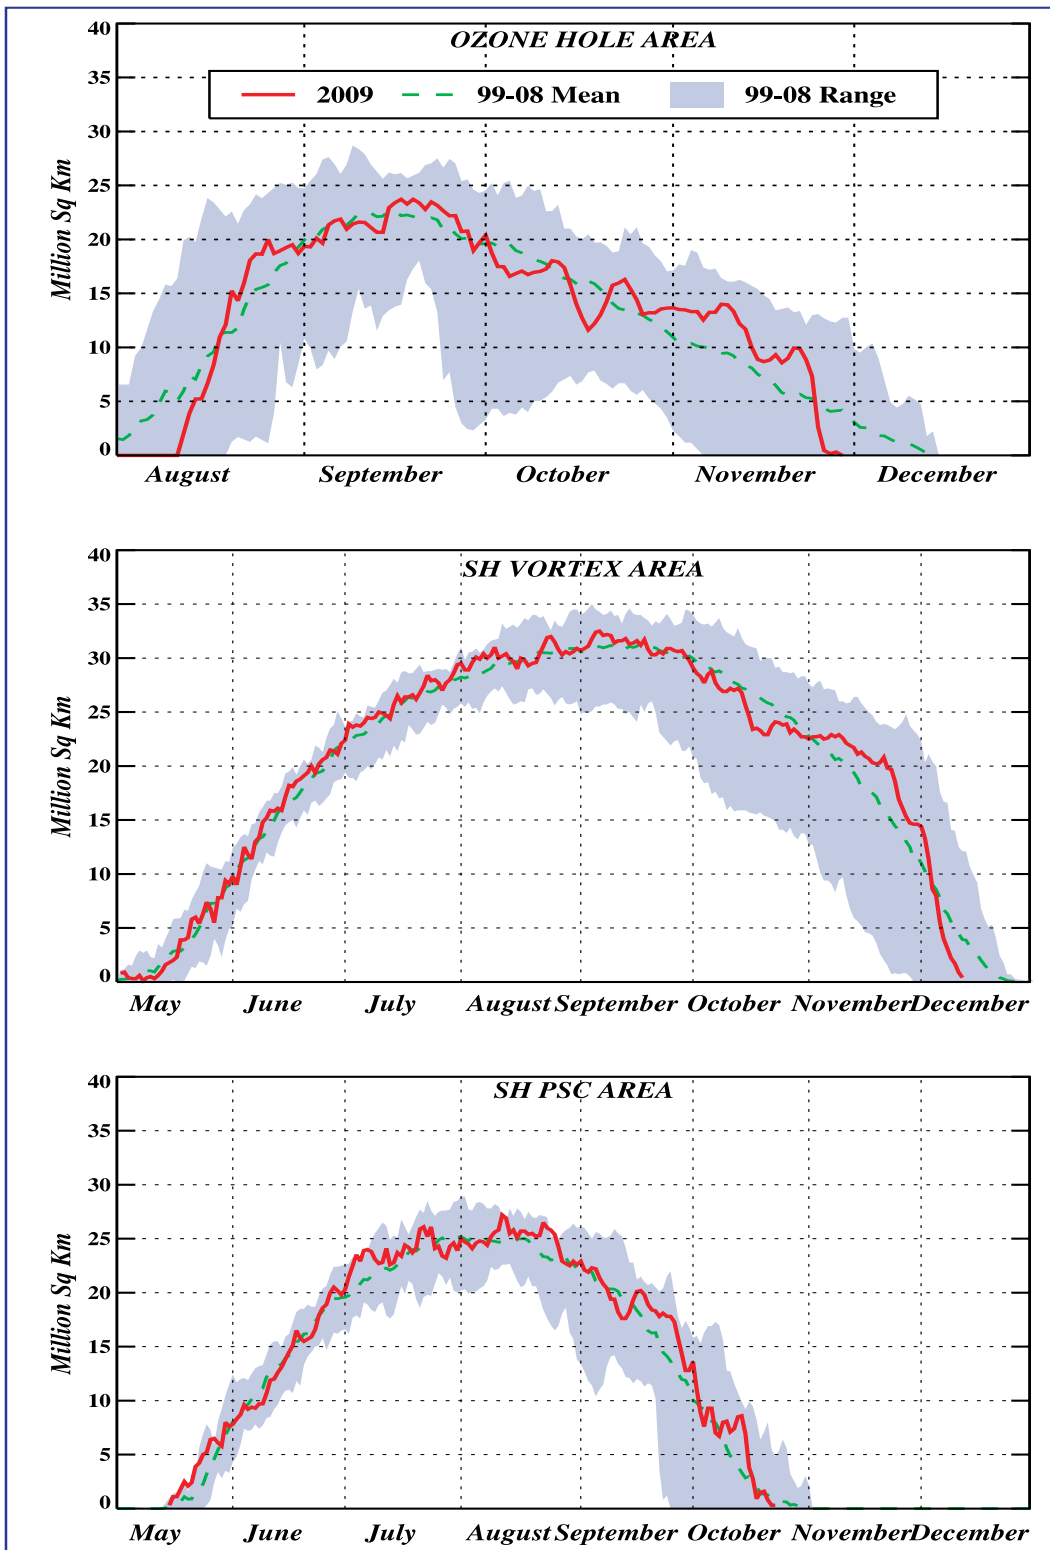 OZONE HOLE AREA
2009 99-08 Mean 99-08 Range
40
35
30
25
20
15
10
5
0
Million Sq Km
August September October November December
SH VORTEX AREA
40
35
30
25
20
15
10
5
0
Million Sq Km
May June July August September October November December
SH PSC AREA
40
35
30
25
20
15
10
5
0
Million Sq Km
May June July August September October November December